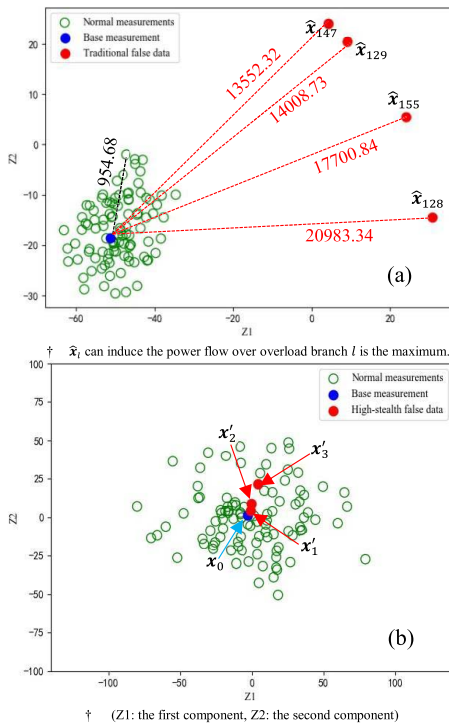 Normal measurements
Base measurement
Traditional false data
x̂₁₄₇
x̂₁₂₉
x̂₁₅₅
x̂₁₂₈
13552.32
14008.73
17700.84
20983.34
954.68
(a)
Z2
20
10
0
−10
−20
−30
−60
−40
−20
0
20
Z1
† x̂ₗ can induce the power flow over overload branch l is the maximum.
Normal measurements
Base measurement
High-stealth false data
x′₂
x′₃
x₀
x′₁
(b)
Z2
100
75
50
25
0
−25
−50
−75
−100
−100
−50
0
50
100
Z1
† (Z1: the first component, Z2: the second component)